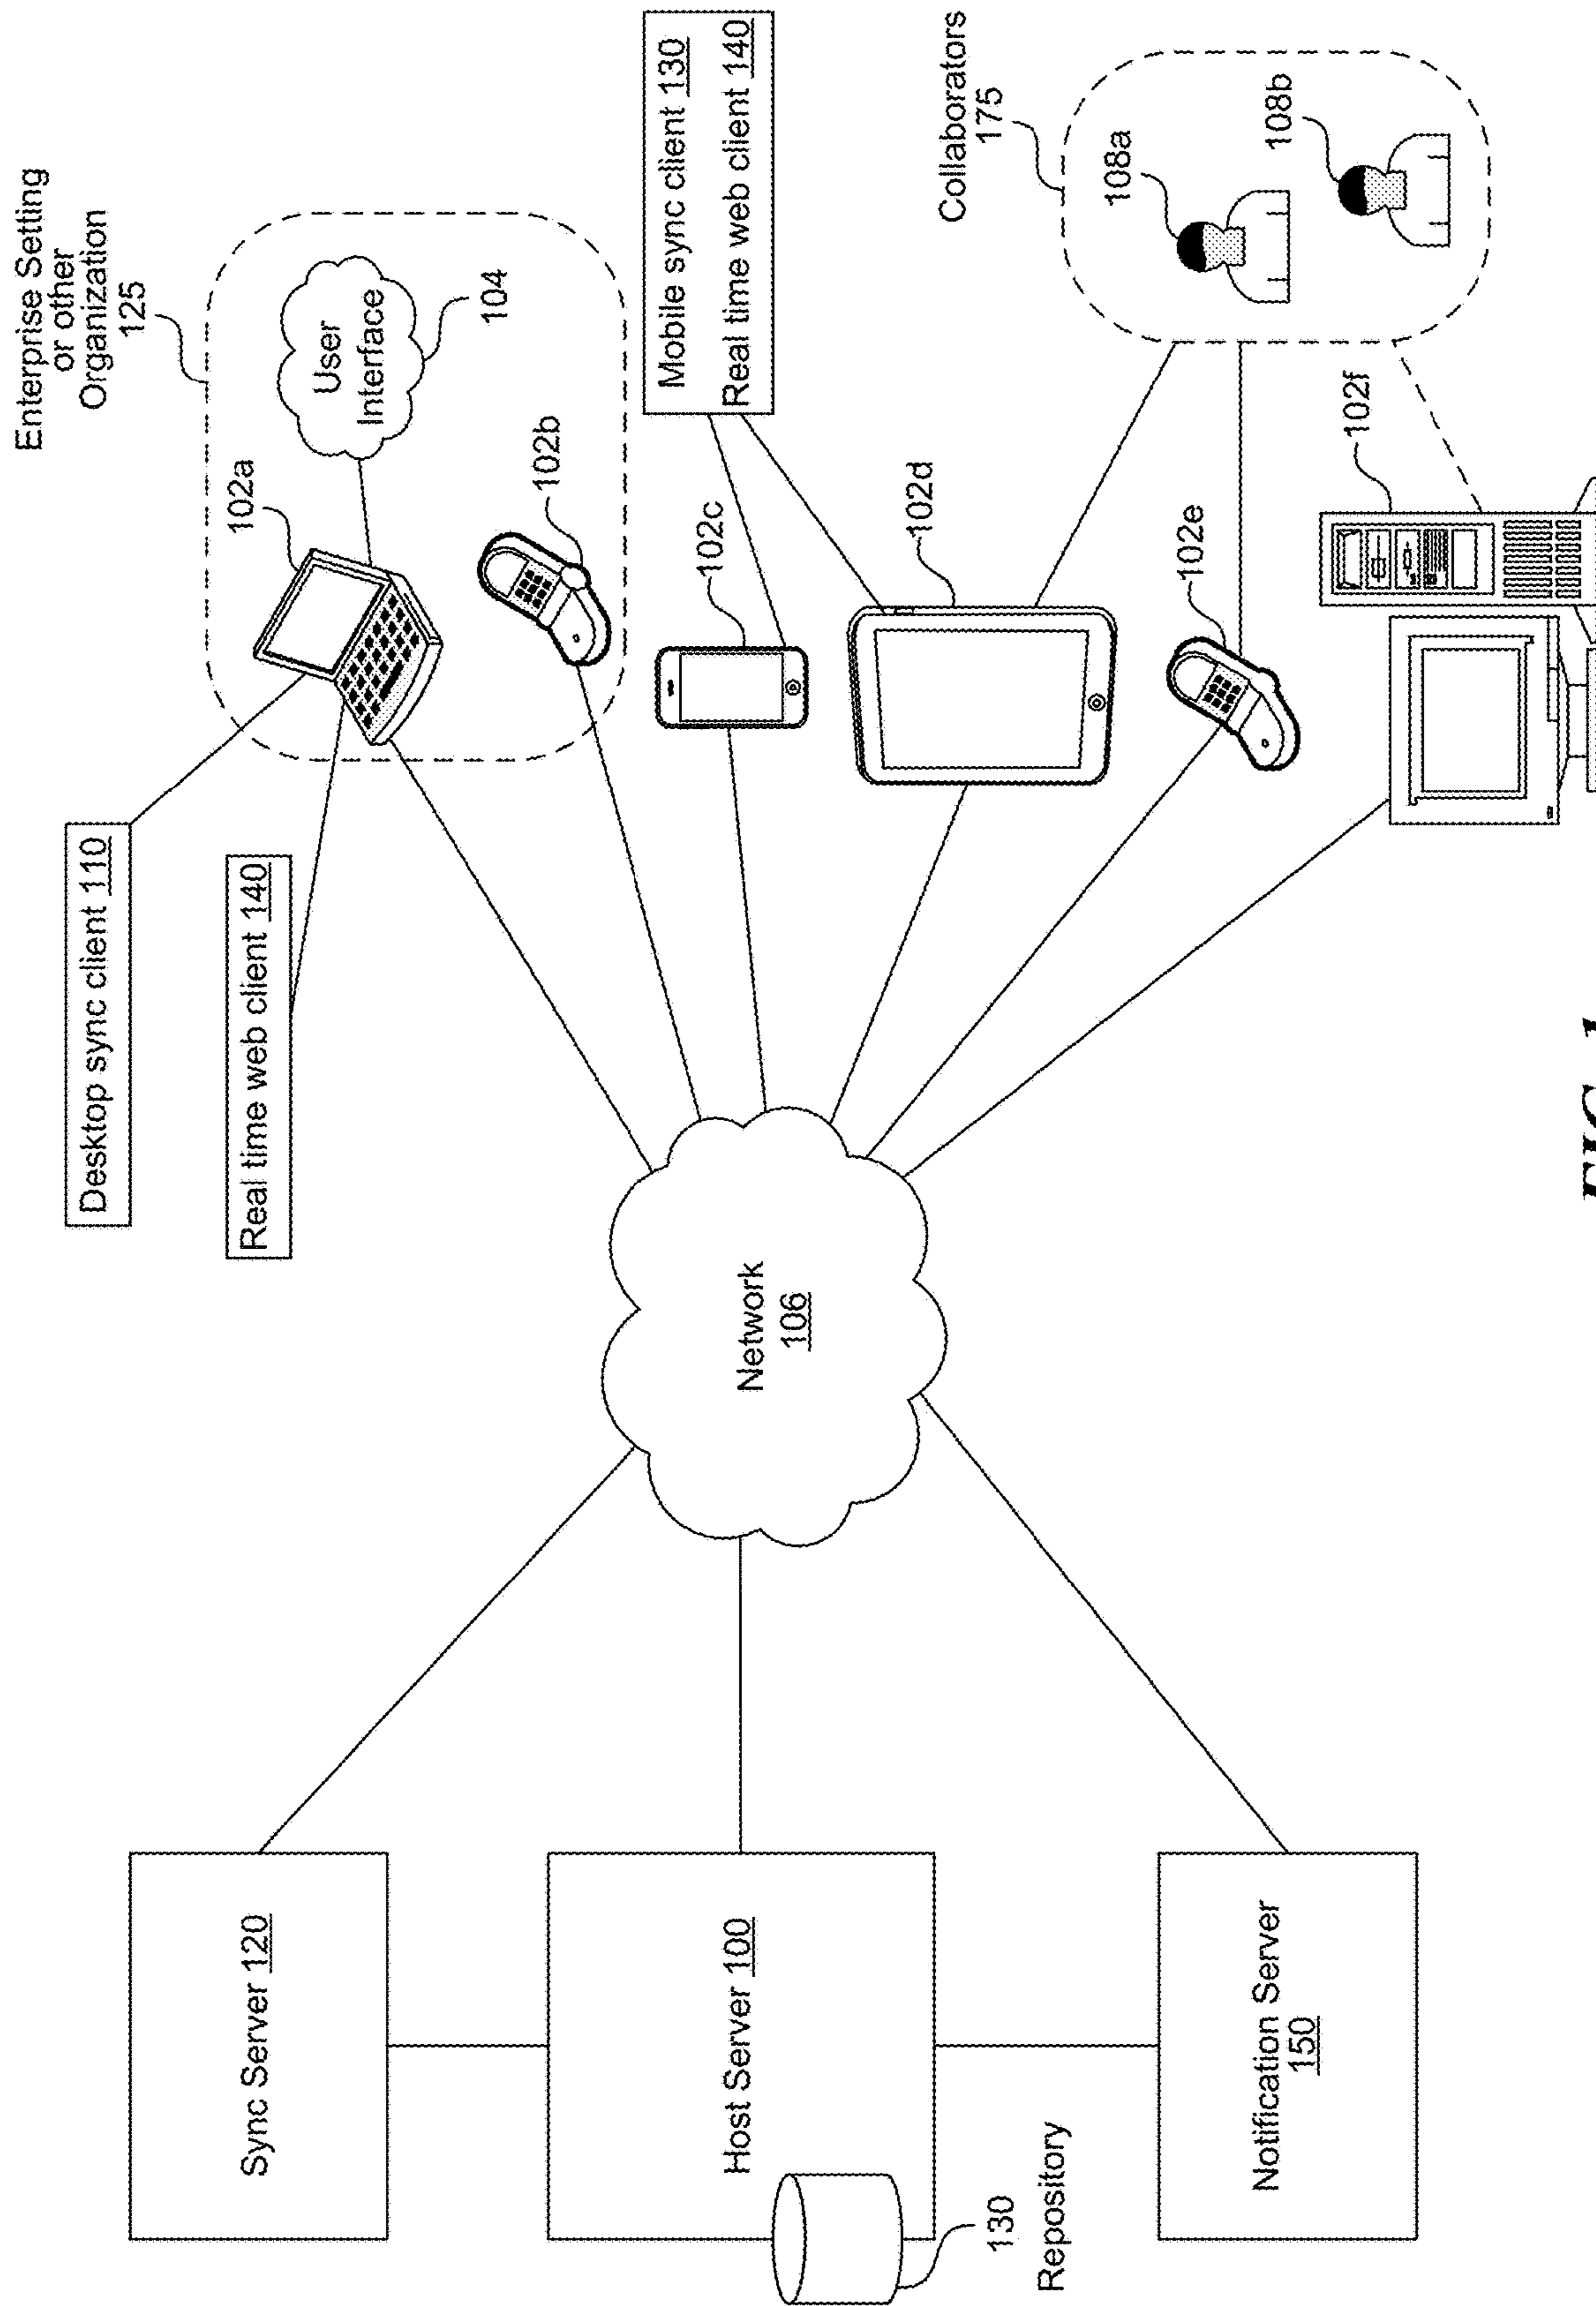 Enterprise Setting
or other
Organization
125
Desktop sync client 110
Real time web client 140
102a
User
Interface
104
102b
Mobile sync client 130
Real time web client 140
102c
102d
102e
102f
Collaborators
175
108a
108b
Network
106
Sync Server 120
Host Server 100
130
Repository
Notification Server
150